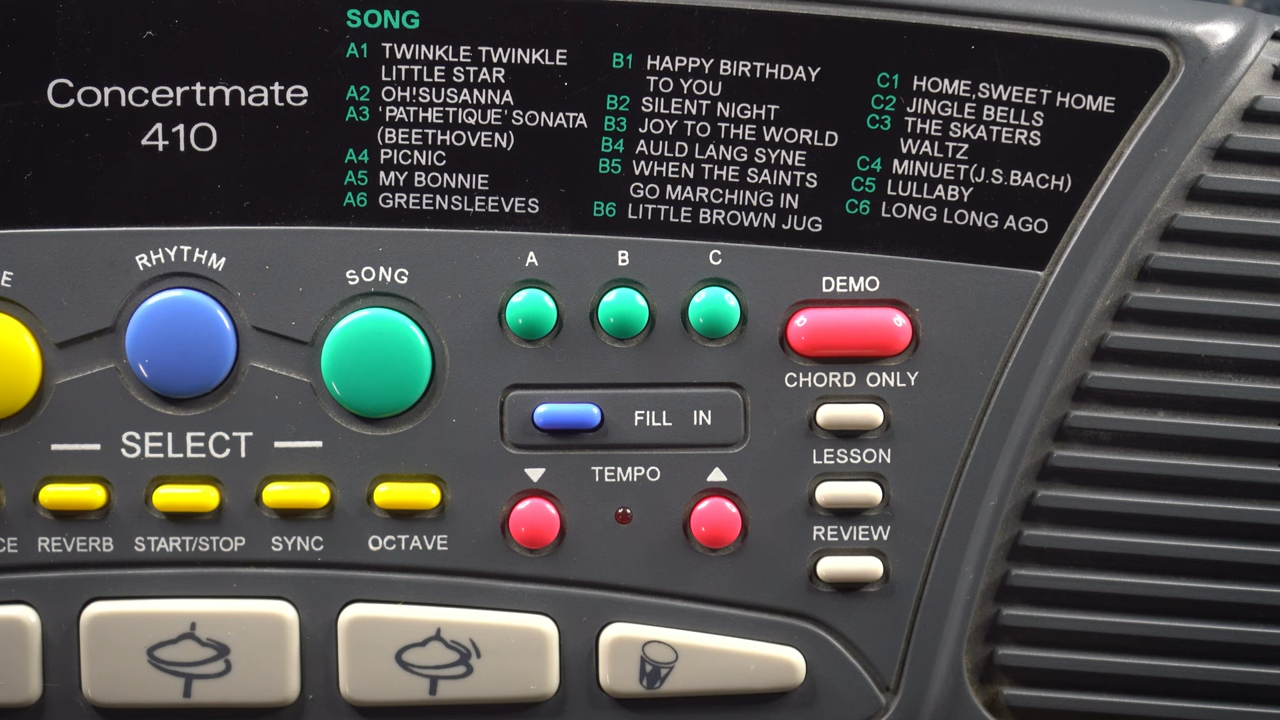 Concertmate
410
SONG
A1 TWINKLE TWINKLE
LITTLE STAR
A2 OH!SUSANNA
A3 'PATHETIQUE' SONATA
(BEETHOVEN)
A4 PICNIC
A5 MY BONNIE
A6 GREENSLEEVES
B1 HAPPY BIRTHDAY
TO YOU
B2 SILENT NIGHT
B3 JOY TO THE WORLD
B4 AULD LANG SYNE
B5 WHEN THE SAINTS
GO MARCHING IN
B6 LITTLE BROWN JUG
C1 HOME,SWEET HOME
C2 JINGLE BELLS
C3 THE SKATERS
WALTZ
C4 MINUET(J.S.BACH)
C5 LULLABY
C6 LONG LONG AGO
E RHYTHM SONG
A B C
DEMO
CHORD ONLY
FILL IN
SELECT
TEMPO
LESSON
REVIEW
CE REVERB START/STOP SYNC OCTAVE